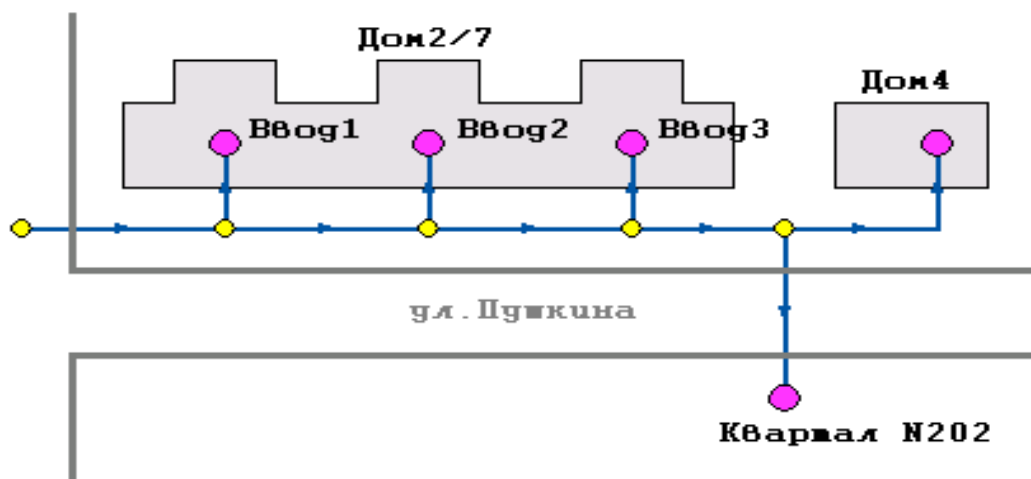 Дом2/7
Дом4
Ввод1
Ввод2
Ввод3
ул.Пушкина
Квартал N202